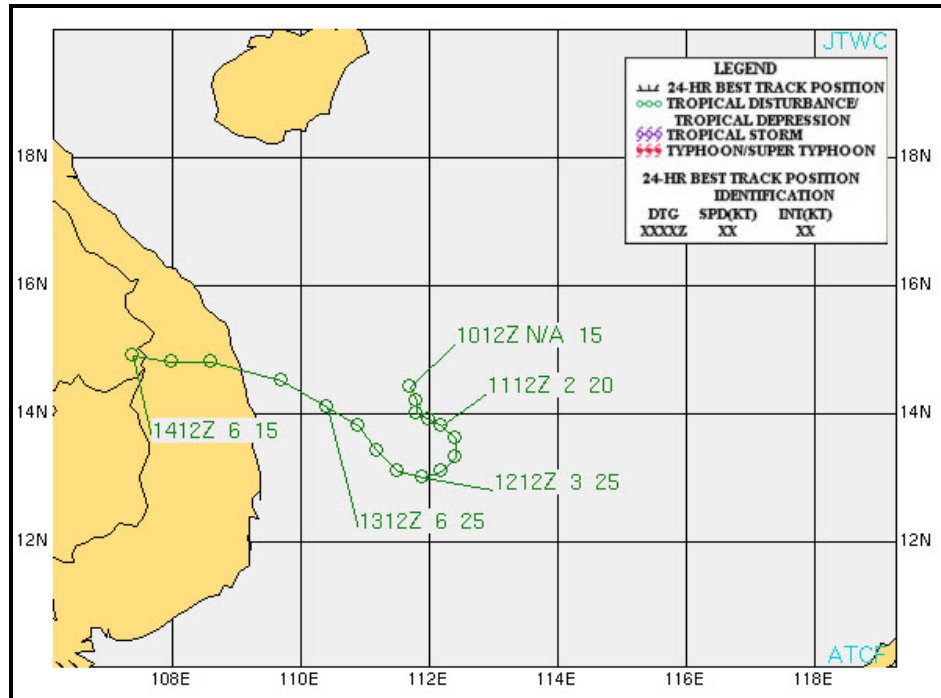 JTWC
LEGEND
24-HR BEST TRACK POSITION
TROPICAL DISTURBANCE/
TROPICAL DEPRESSION
TROPICAL STORM
TYPHOON/SUPER TYPHOON
24-HR BEST TRACK POSITION
IDENTIFICATION
DTG SPD(KT) INT(KT)
XXXXZ XX XX
18N 18N
16N 16N
1012Z N/A 15
1112Z 2 20
14N 14N
1412Z 6 15
1212Z 3 25
1312Z 6 25
12N 12N
ATCF
108E 110E 112E 114E 116E 118E